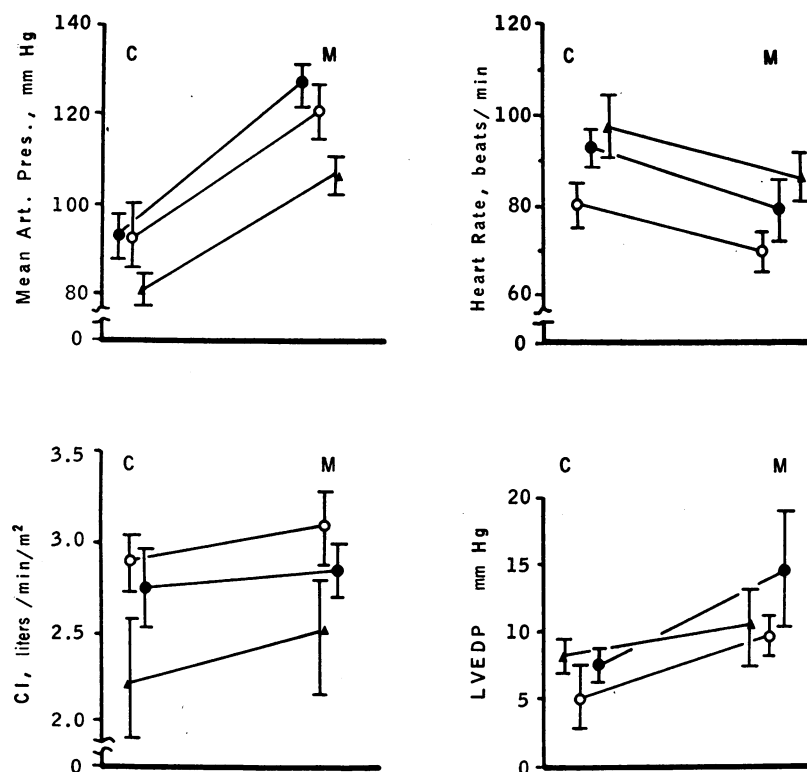 140
120
100
80
0
Mean Art. Pres., mm Hg
C
M
120
100
80
60
0
Heart Rate, beats/min
C
M
3.5
3.0
2.5
2.0
0
CI, liters/min/m²
C
M
20
15
10
5
0
LVEDP mm Hg
C
M